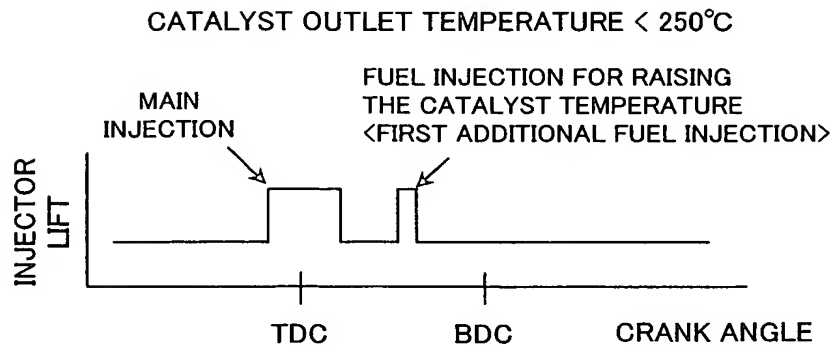 CATALYST OUTLET TEMPERATURE < 250°C
FUEL INJECTION FOR RAISING
THE CATALYST TEMPERATURE
<FIRST ADDITIONAL FUEL INJECTION>
MAIN
INJECTION
INJECTOR
LIFT
TDC
BDC
CRANK ANGLE